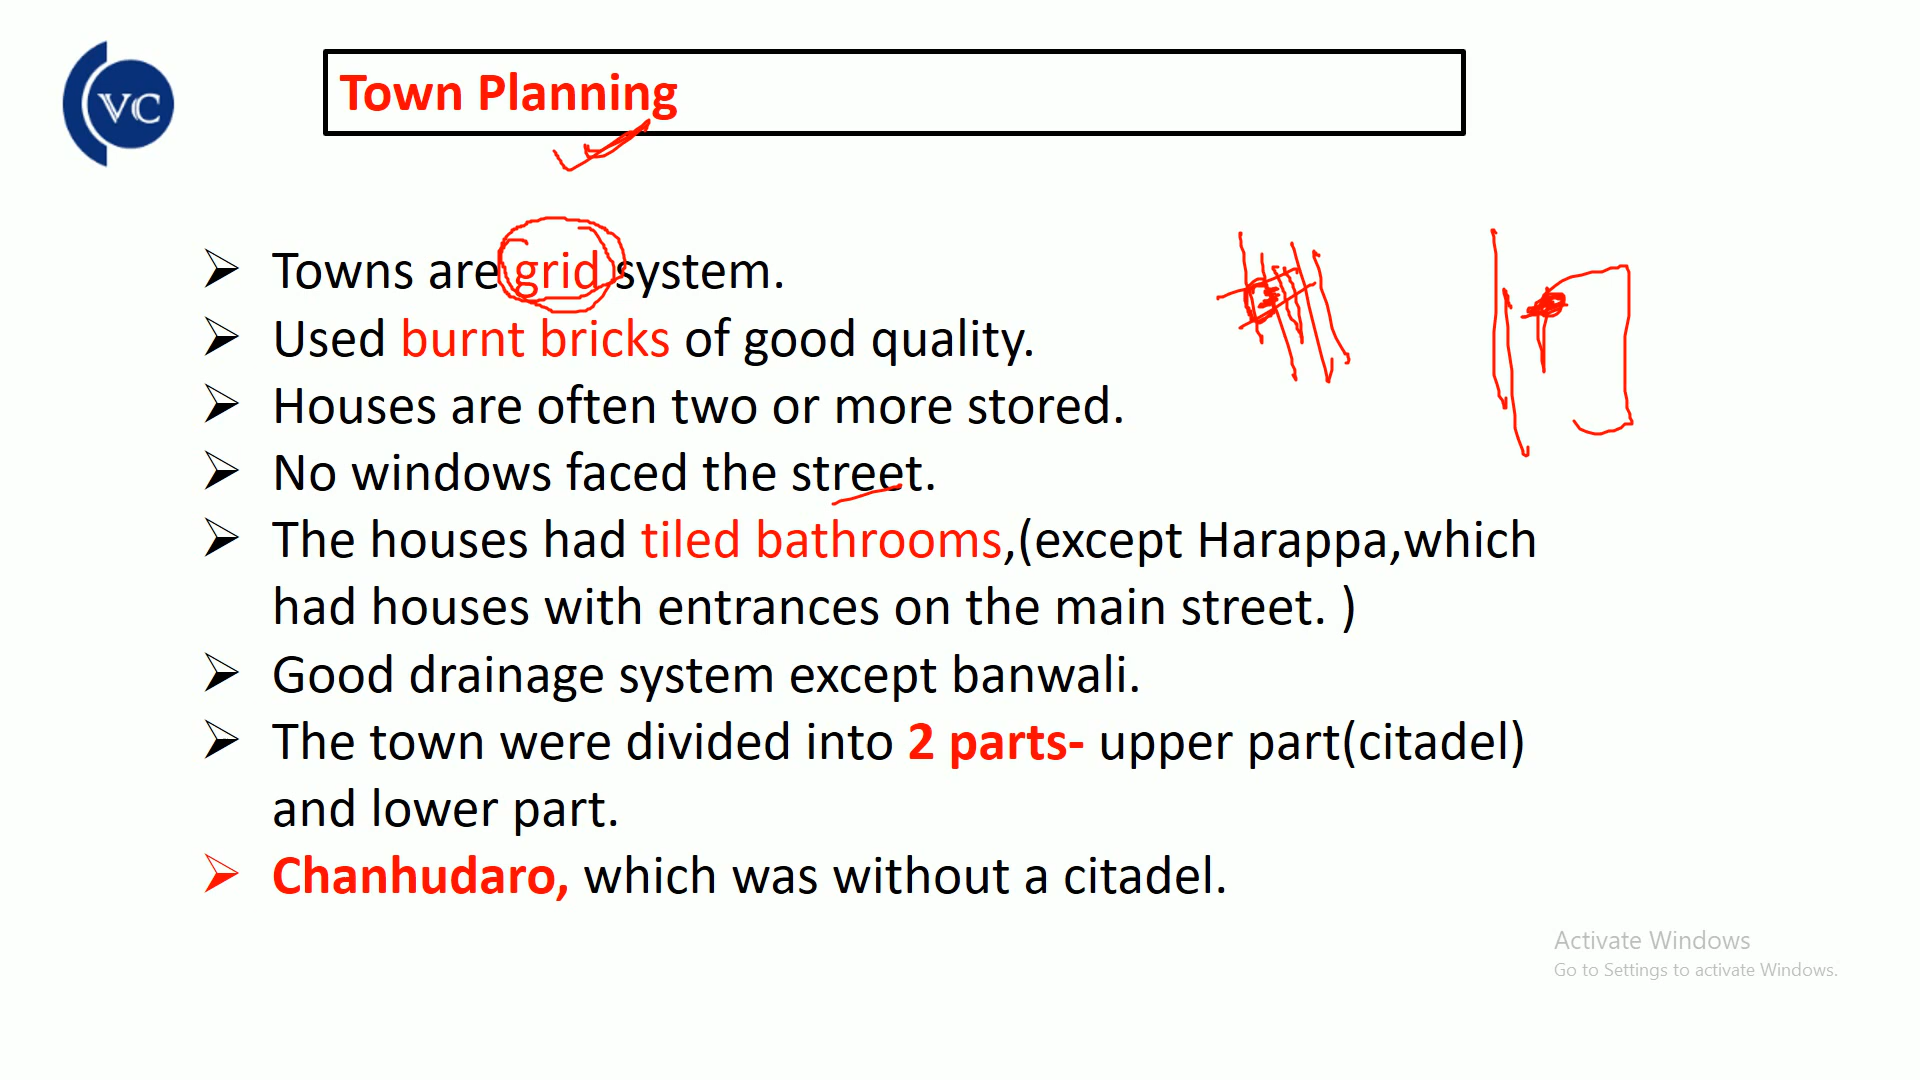 VC
Town Planning
Towns are grid system.
Used burnt bricks of good quality.
Houses are often two or more stored.
No windows faced the street.
The houses had tiled bathrooms,(except Harappa,which
had houses with entrances on the main street. )
Good drainage system except banwali.
The town were divided into 2 parts- upper part(citadel)
and lower part.
Chanhudaro, which was without a citadel.
Activate Windows
Go to Settings to activate Windows.